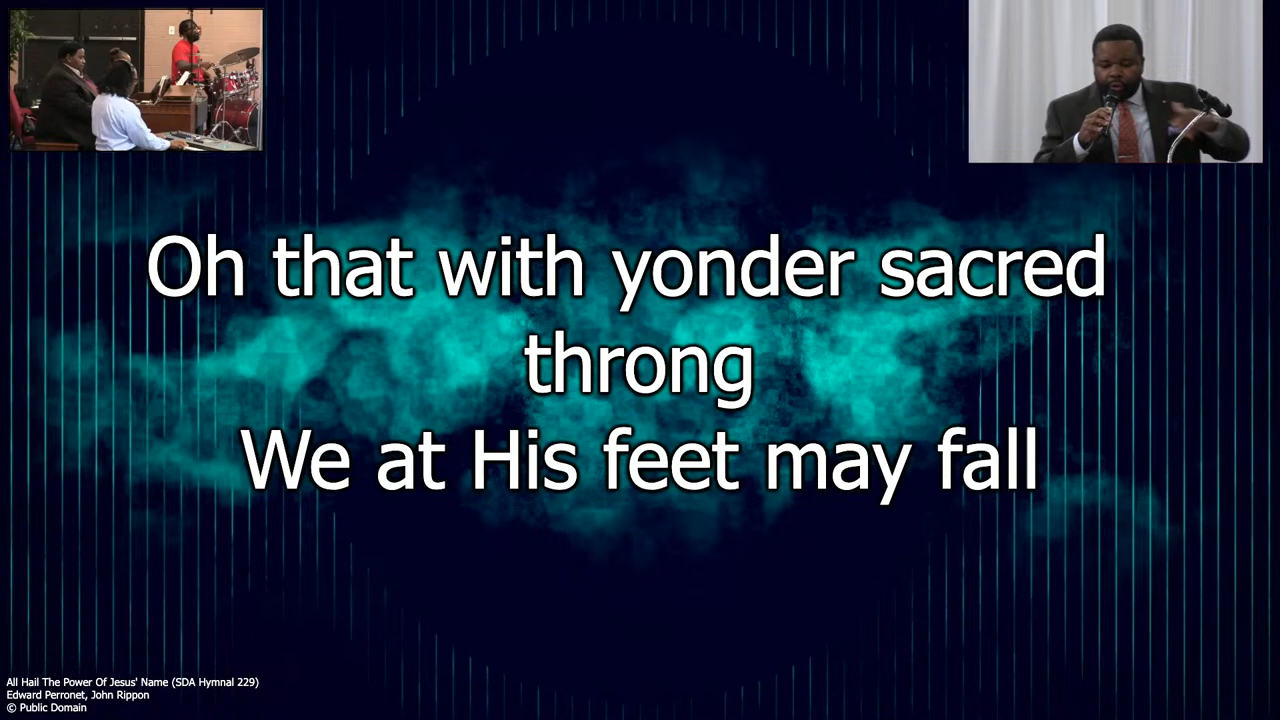 Oh that with yonder sacred
throng
We at His feet may fall
All Hail The Power Of Jesus' Name (SDA Hymnal 229)
Edward Perronet, John Rippon
© Public Domain